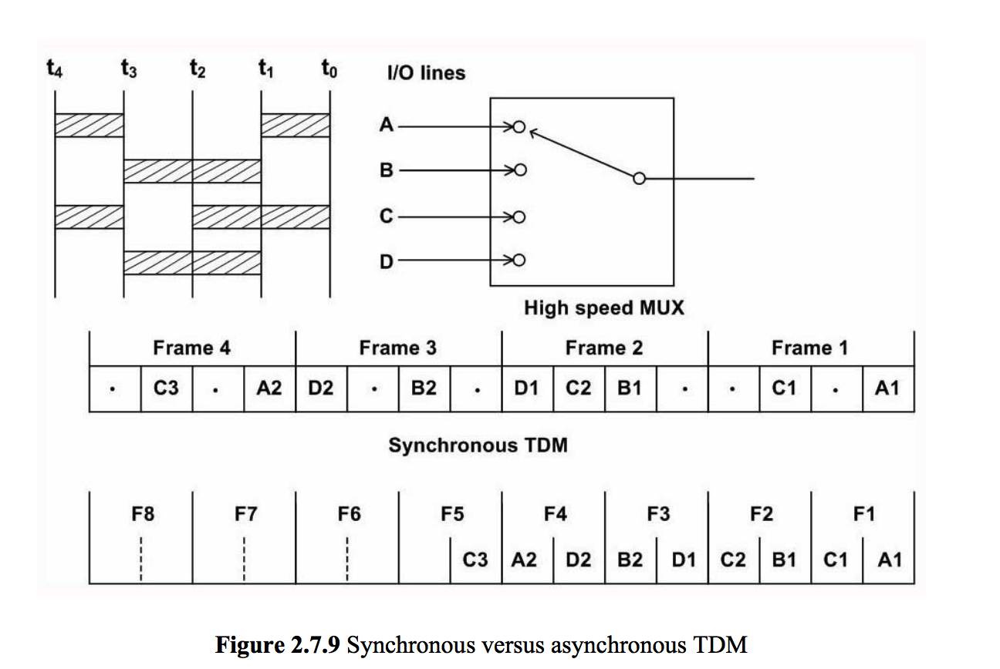 t4 t3 t2 t1 t0 I/O lines
A
B
C
D
High speed MUX
Frame 4 Frame 3 Frame 2 Frame 1
. C3 . A2 D2 . B2 . D1 C2 B1 . . C1 . A1
Synchronous TDM
F8 F7 F6 F5 F4 F3 F2 F1
C3 A2 D2 B2 D1 C2 B1 C1 A1
Figure 2.7.9 Synchronous versus asynchronous TDM